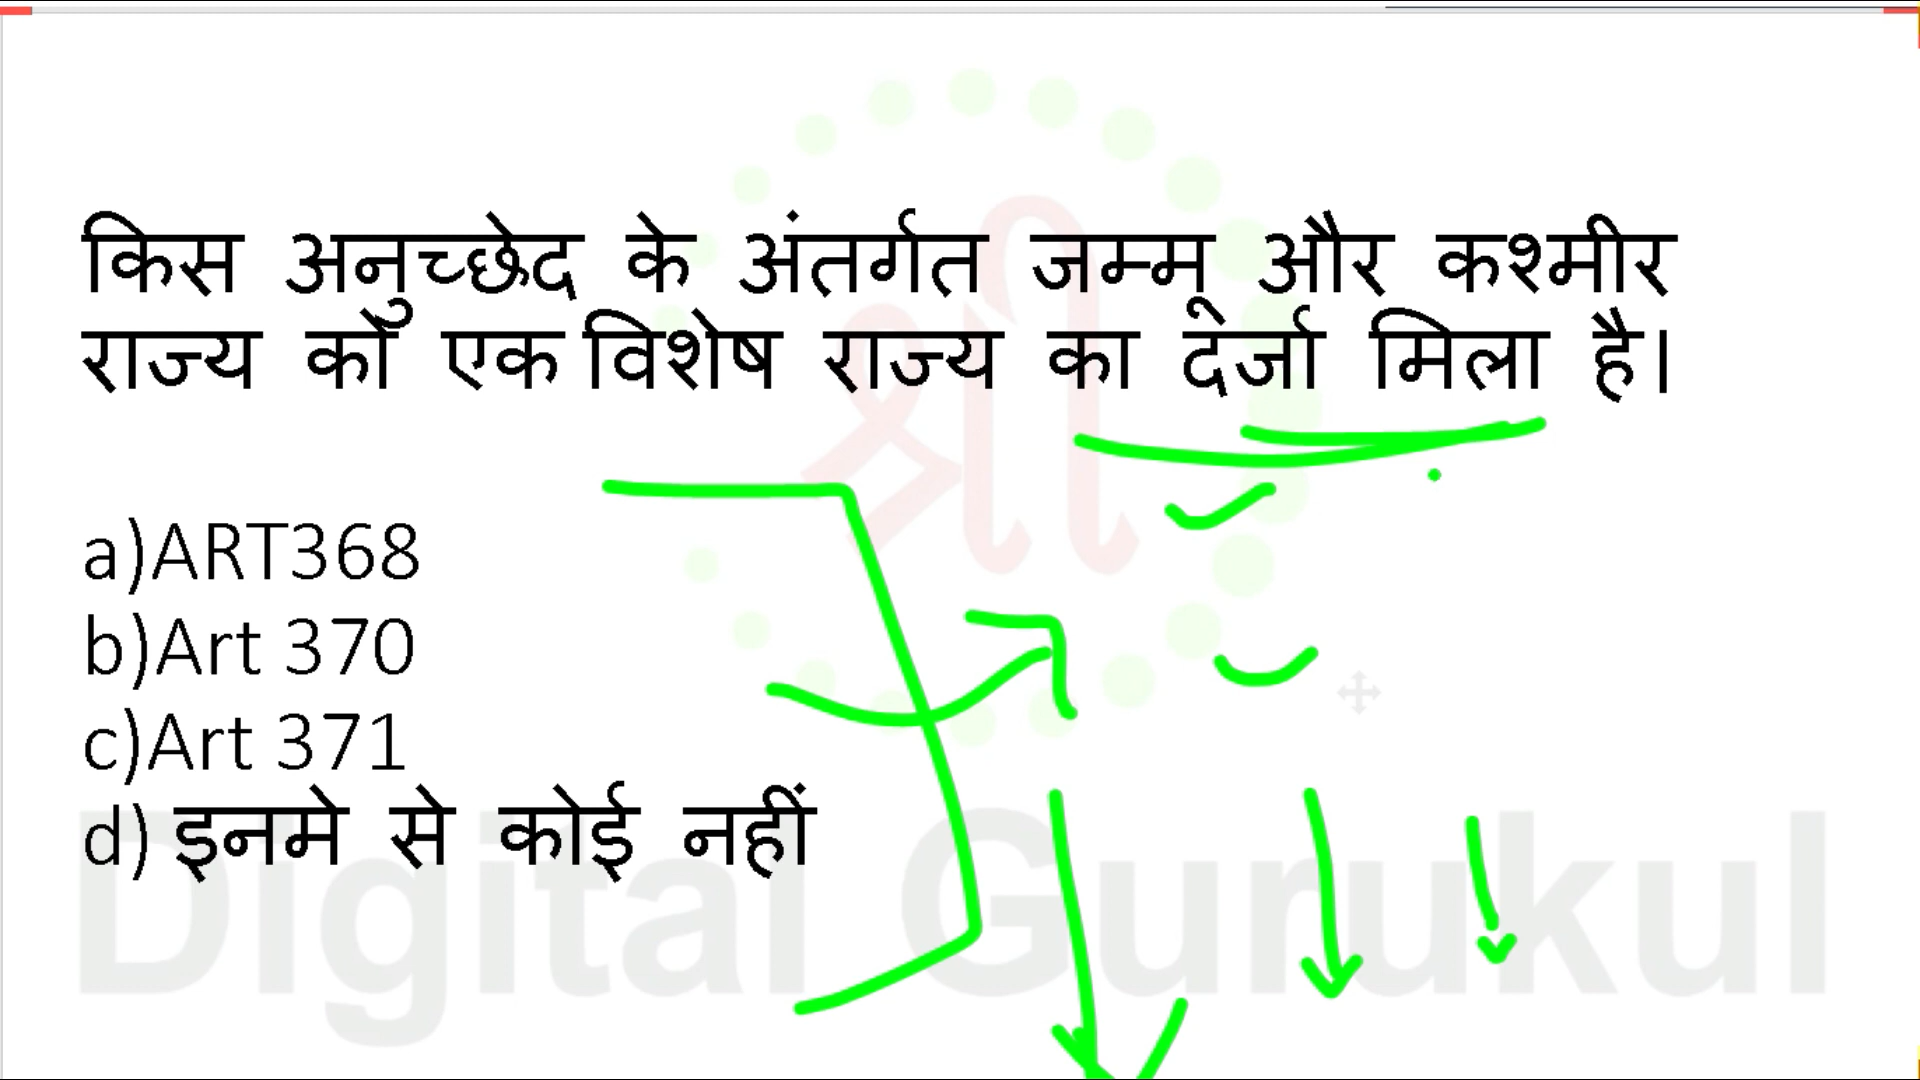 किस अनुच्छेद के अंतर्गत जम्मू और कश्मीर
राज्य को एक विशेष राज्य का दर्जा मिला है।
a)ART368
b)Art 370
c)Art 371
d) इनमे से कोई नहीं
श्री
Digital Gurukul